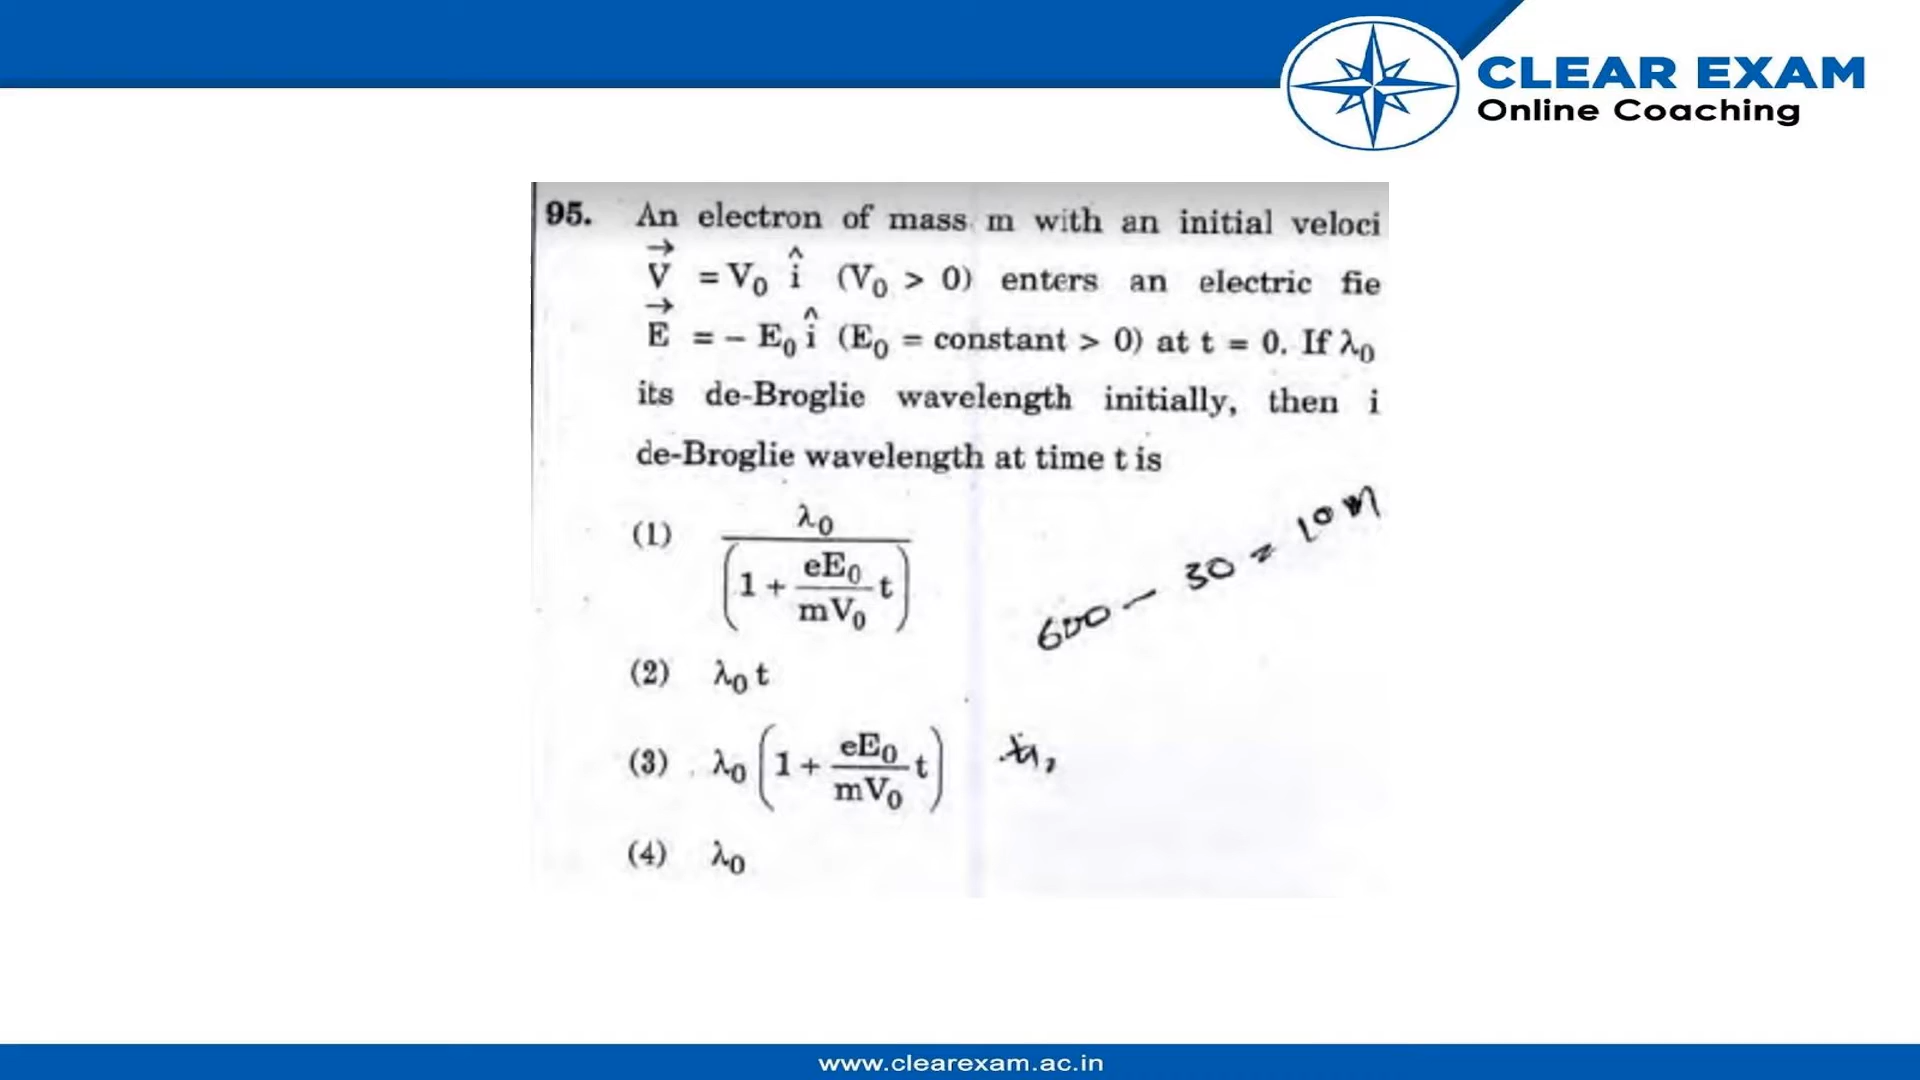 CLEAR EXAM
Online Coaching
95. An electron of mass m with an initial veloci
V⃗ = V₀ î (V₀ > 0) enters an electric fie
E⃗ = − E₀ î (E₀ = constant > 0) at t = 0. If λ₀
its de-Broglie wavelength initially, then i
de-Broglie wavelength at time t is
(1) λ₀ / (1 + eE₀/mV₀ t)
(2) λ₀ t
(3) λ₀ (1 + eE₀/mV₀ t)
(4) λ₀
600 − 30 = 10 m
www.clearexam.ac.in